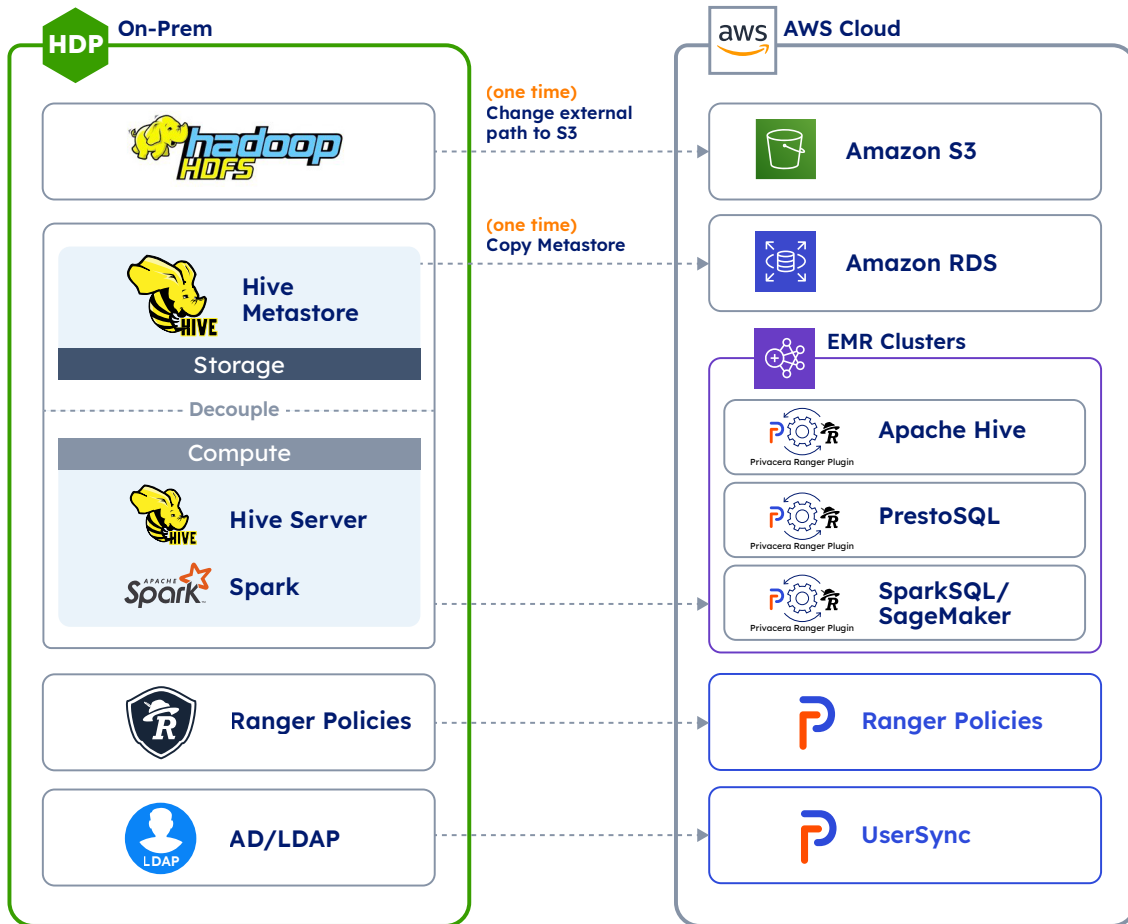 HDP
On-Prem
aws
AWS Cloud
hadoop
HDFS
(one time)
Change external
path to S3
Amazon S3
HIVE
Hive
Metastore
Storage
(one time)
Copy Metastore
Amazon RDS
Decouple
Compute
HIVE
Hive Server
APACHE
Spark
Spark
EMR Clusters
P
R
Privacera Ranger Plugin
Apache Hive
P
R
Privacera Ranger Plugin
PrestoSQL
P
R
Privacera Ranger Plugin
SparkSQL/
SageMaker
R
Ranger Policies
P
Ranger Policies
LDAP
AD/LDAP
P
UserSync